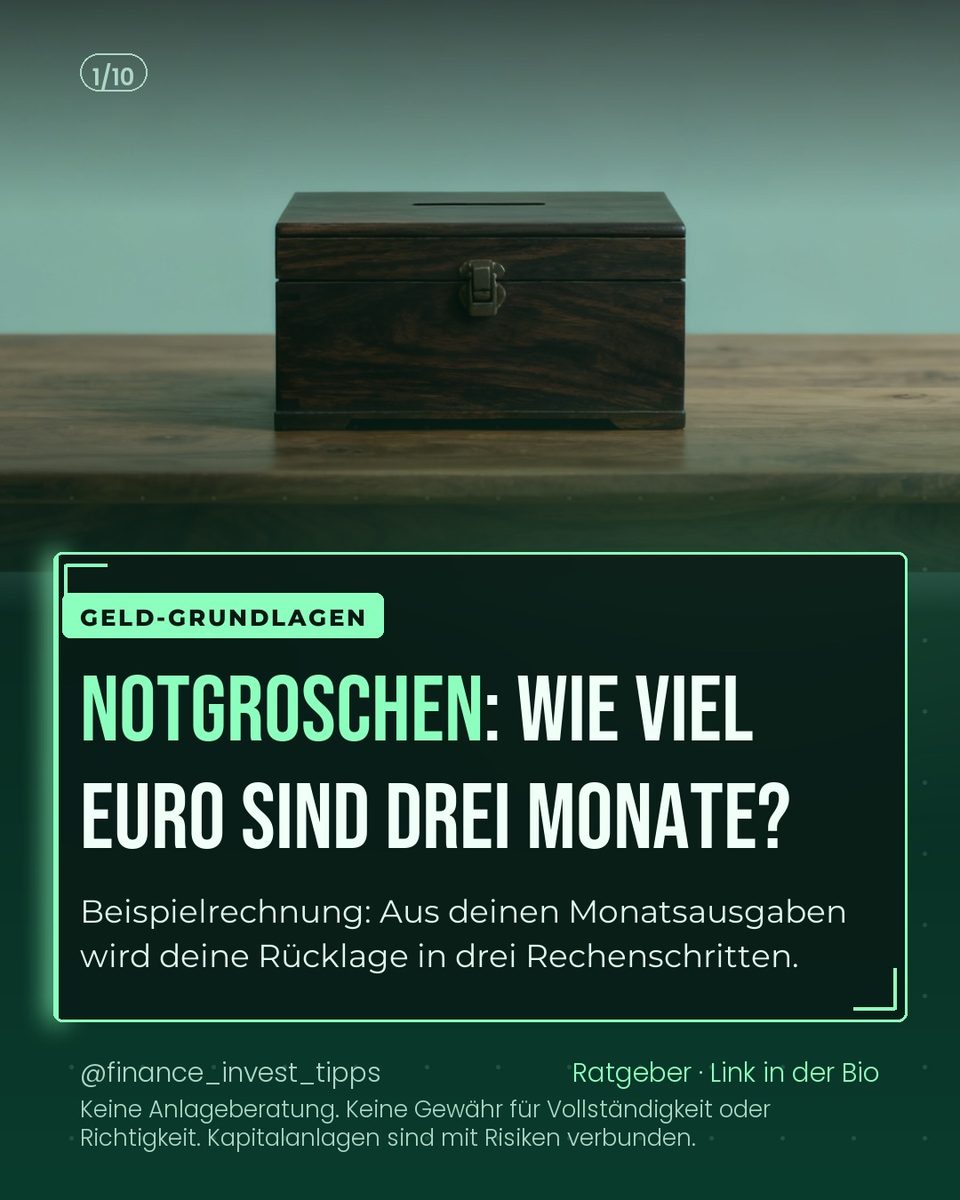 1/10
GELD-GRUNDLAGEN
NOTGROSCHEN: WIE VIEL
EURO SIND DREI MONATE?
Beispielrechnung: Aus deinen Monatsausgaben
wird deine Rücklage in drei Rechenschritten.
@finance_invest_tipps
Ratgeber · Link in der Bio
Keine Anlageberatung. Keine Gewähr für Vollständigkeit oder
Richtigkeit. Kapitalanlagen sind mit Risiken verbunden.